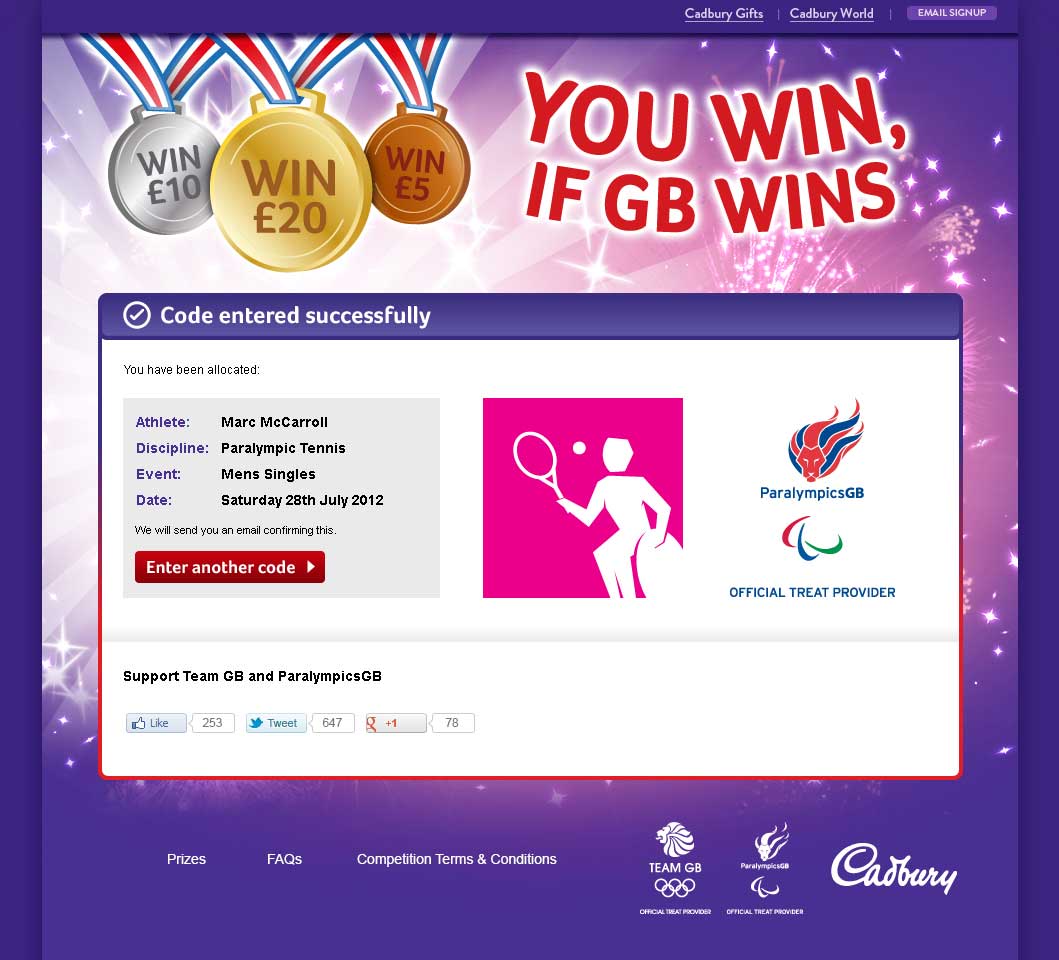 Cadbury Gifts | Cadbury World | EMAIL SIGNUP
WIN
£10
WIN
£20
WIN
£5
YOU WIN,
IF GB WINS
Code entered successfully
You have been allocated:
Athlete: Marc McCarroll
Discipline: Paralympic Tennis
Event: Mens Singles
Date: Saturday 28th July 2012
We will send you an email confirming this.
Enter another code
ParalympicsGB
OFFICIAL TREAT PROVIDER
Support Team GB and ParalympicsGB
Like 253 Tweet 647 g +1 78
Prizes FAQs Competition Terms & Conditions
TEAM GB
OFFICIAL TREAT PROVIDER
ParalympicsGB
OFFICIAL TREAT PROVIDER
Cadbury